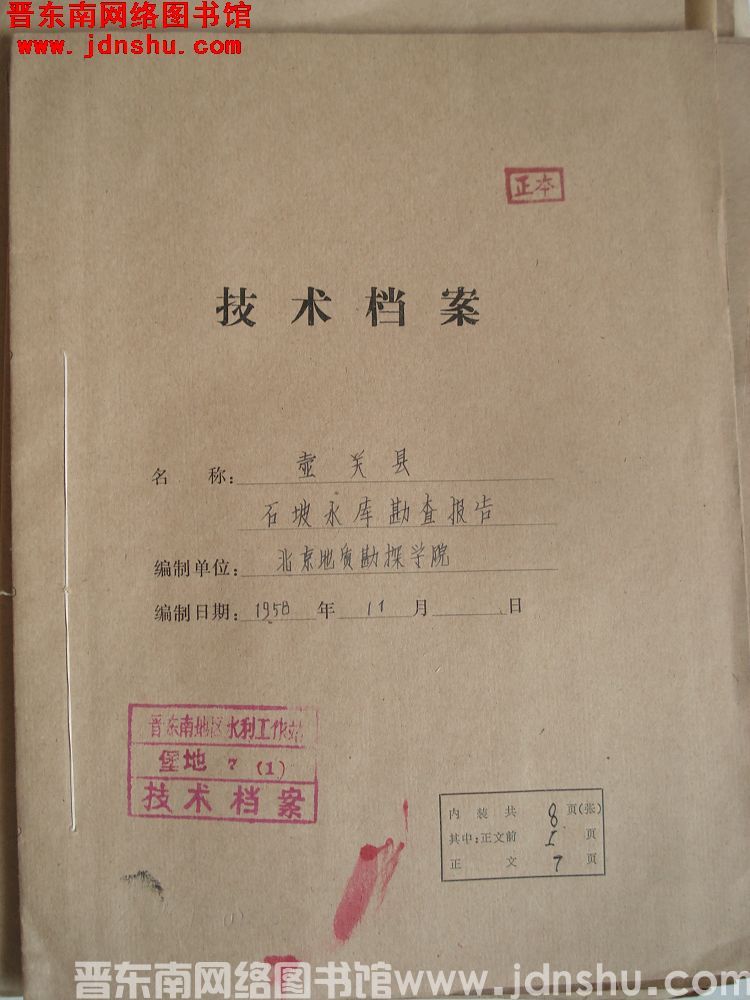 晋东南网络图书馆
www.jdnshu.com
正本
技术档案
名 称: 壶关县
石坡水库勘查报告
编制单位: 北京地质勘探学院
编制日期: 1958 年 11 月 日
晋东南地区水利工作站
堡地 7 (1)
技术档案
内装共 8 页(张)
其中:正文前 1 页
正文 7 页
(1)
晋东南网络图书馆www.jdnshu.com